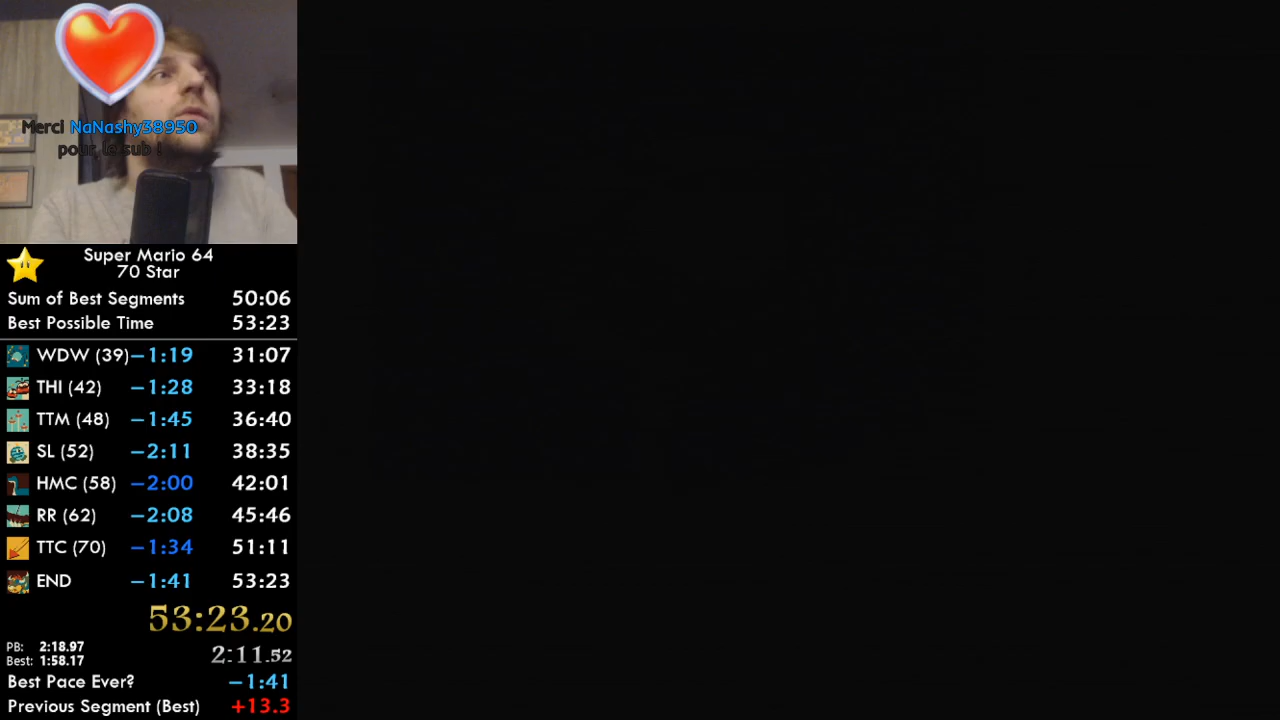 Merci NaNashy38950
pour le sub !
Super Mario 64
70 Star
Sum of Best Segments 50:06
Best Possible Time 53:23
WDW (39) −1:19 31:07
THI (42) −1:28 33:18
TTM (48) −1:45 36:40
SL (52) −2:11 38:35
HMC (58) −2:00 42:01
RR (62) −2:08 45:46
TTC (70) −1:34 51:11
END −1:41 53:23
53:23.20
PB: 2:18.97
Best: 1:58.17
2:11.52
Best Pace Ever? −1:41
Previous Segment (Best) +13.3